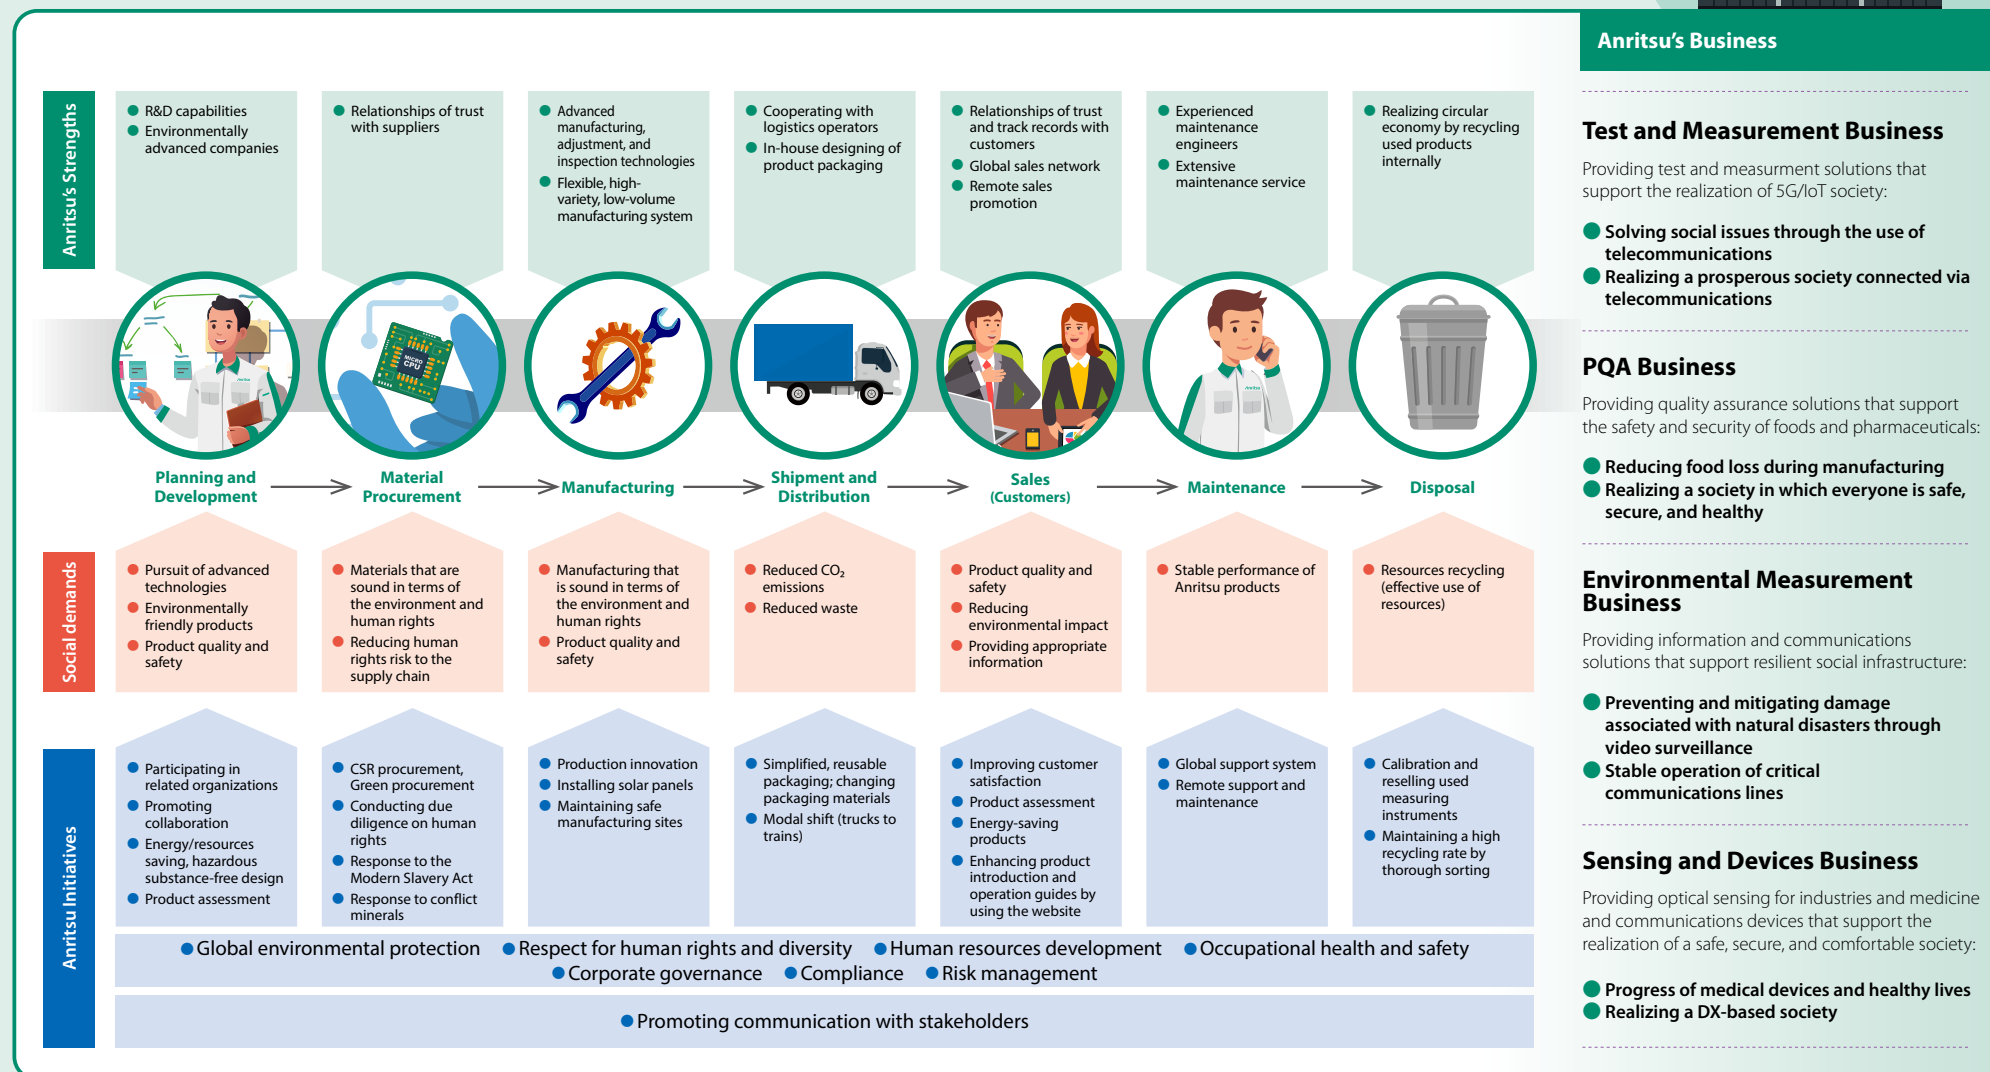 Anritsu's Business
Anritsu's Strengths
● R&D capabilities
● Environmentally
advanced companies
● Relationships of trust
with suppliers
● Advanced
manufacturing,
adjustment, and
inspection technologies
● Flexible, high-
variety, low-volume
manufacturing system
● Cooperating with
logistics operators
● In-house designing of
product packaging
● Relationships of trust
and track records with
customers
● Global sales network
● Remote sales
promotion
● Experienced
maintenance
engineers
● Extensive
maintenance service
● Realizing circular
economy by recycling
used products
internally
Anritsu
MICRO
CPU
Anritsu
Planning and
Development
Material
Procurement
Manufacturing
Shipment and
Distribution
Sales
(Customers)
Maintenance
Disposal
Social demands
● Pursuit of advanced
technologies
● Environmentally
friendly products
● Product quality and
safety
● Materials that are
sound in terms of
the environment and
human rights
● Reducing human
rights risk to the
supply chain
● Manufacturing that
is sound in terms of
the environment and
human rights
● Product quality and
safety
● Reduced CO₂
emissions
● Reduced waste
● Product quality and
safety
● Reducing
environmental impact
● Providing appropriate
information
● Stable performance of
Anritsu products
● Resources recycling
(effective use of
resources)
Anritsu Initiatives
● Participating in
related organizations
● Promoting
collaboration
● Energy/resources
saving, hazardous
substance-free design
● Product assessment
● CSR procurement,
Green procurement
● Conducting due
diligence on human
rights
● Response to the
Modern Slavery Act
● Response to conflict
minerals
● Production innovation
● Installing solar panels
● Maintaining safe
manufacturing sites
● Simplified, reusable
packaging; changing
packaging materials
● Modal shift (trucks to
trains)
● Improving customer
satisfaction
● Product assessment
● Energy-saving
products
● Enhancing product
introduction and
operation guides by
using the website
● Global support system
● Remote support and
maintenance
● Calibration and
reselling used
measuring
instruments
● Maintaining a high
recycling rate by
thorough sorting
● Global environmental protection ● Respect for human rights and diversity ● Human resources development ● Occupational health and safety
● Corporate governance ● Compliance ● Risk management
● Promoting communication with stakeholders
Test and Measurement Business
Providing test and measurment solutions that
support the realization of 5G/IoT society:
● Solving social issues through the use of
telecommunications
● Realizing a prosperous society connected via
telecommunications
PQA Business
Providing quality assurance solutions that support
the safety and security of foods and pharmaceuticals:
● Reducing food loss during manufacturing
● Realizing a society in which everyone is safe,
secure, and healthy
Environmental Measurement
Business
Providing information and communications
solutions that support resilient social infrastructure:
● Preventing and mitigating damage
associated with natural disasters through
video surveillance
● Stable operation of critical
communications lines
Sensing and Devices Business
Providing optical sensing for industries and medicine
and communications devices that support the
realization of a safe, secure, and comfortable society:
● Progress of medical devices and healthy lives
● Realizing a DX-based society